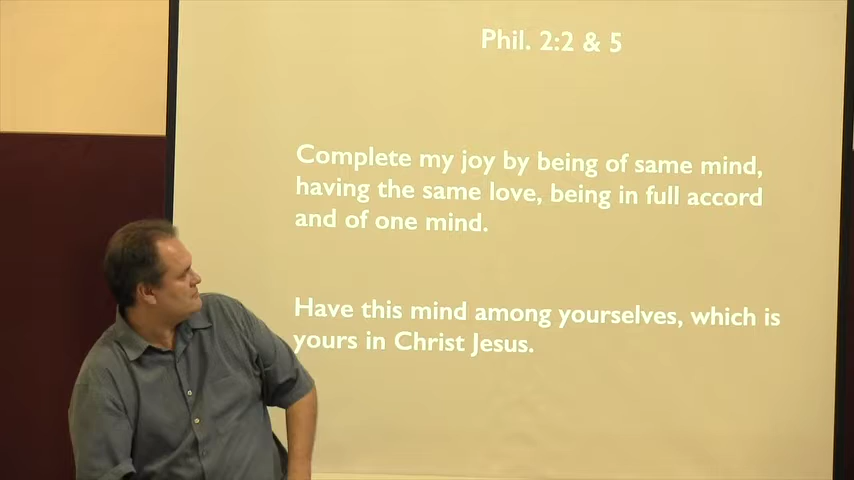 Phil. 2:2 & 5
Complete my joy by being of same mind,
having the same love, being in full accord
and of one mind.
Have this mind among yourselves, which is
yours in Christ Jesus.